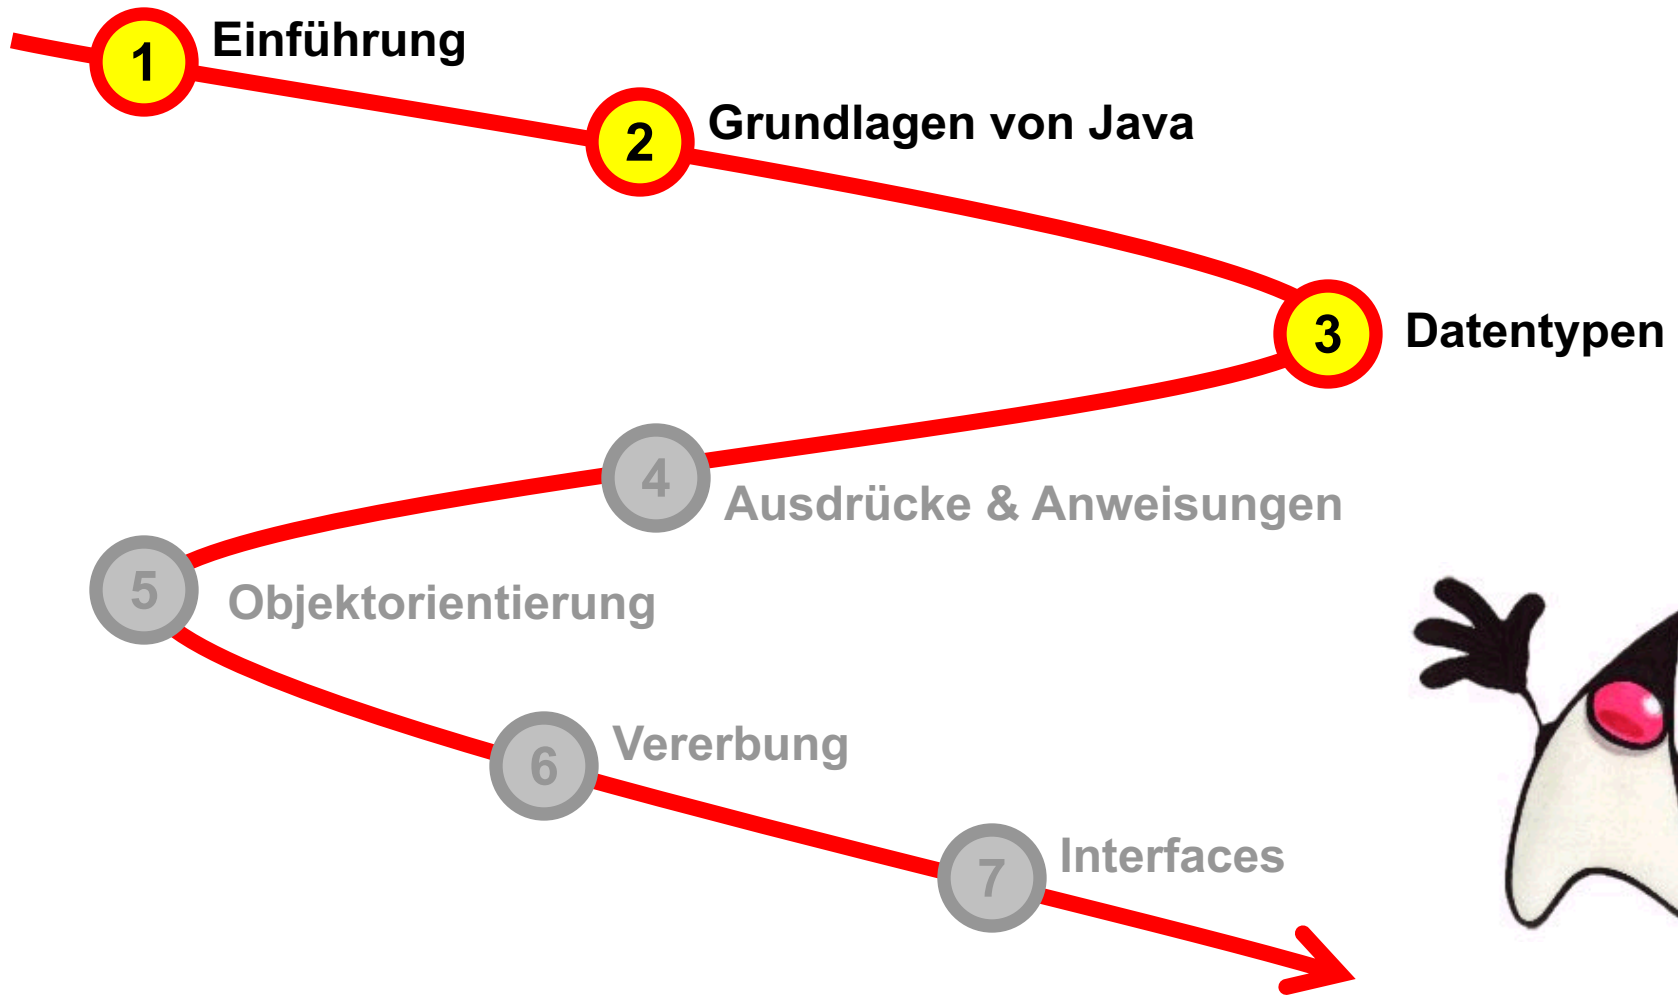 1 Einführung
2 Grundlagen von Java
3 Datentypen
4 Ausdrücke & Anweisungen
5 Objektorientierung
6 Vererbung
7 Interfaces